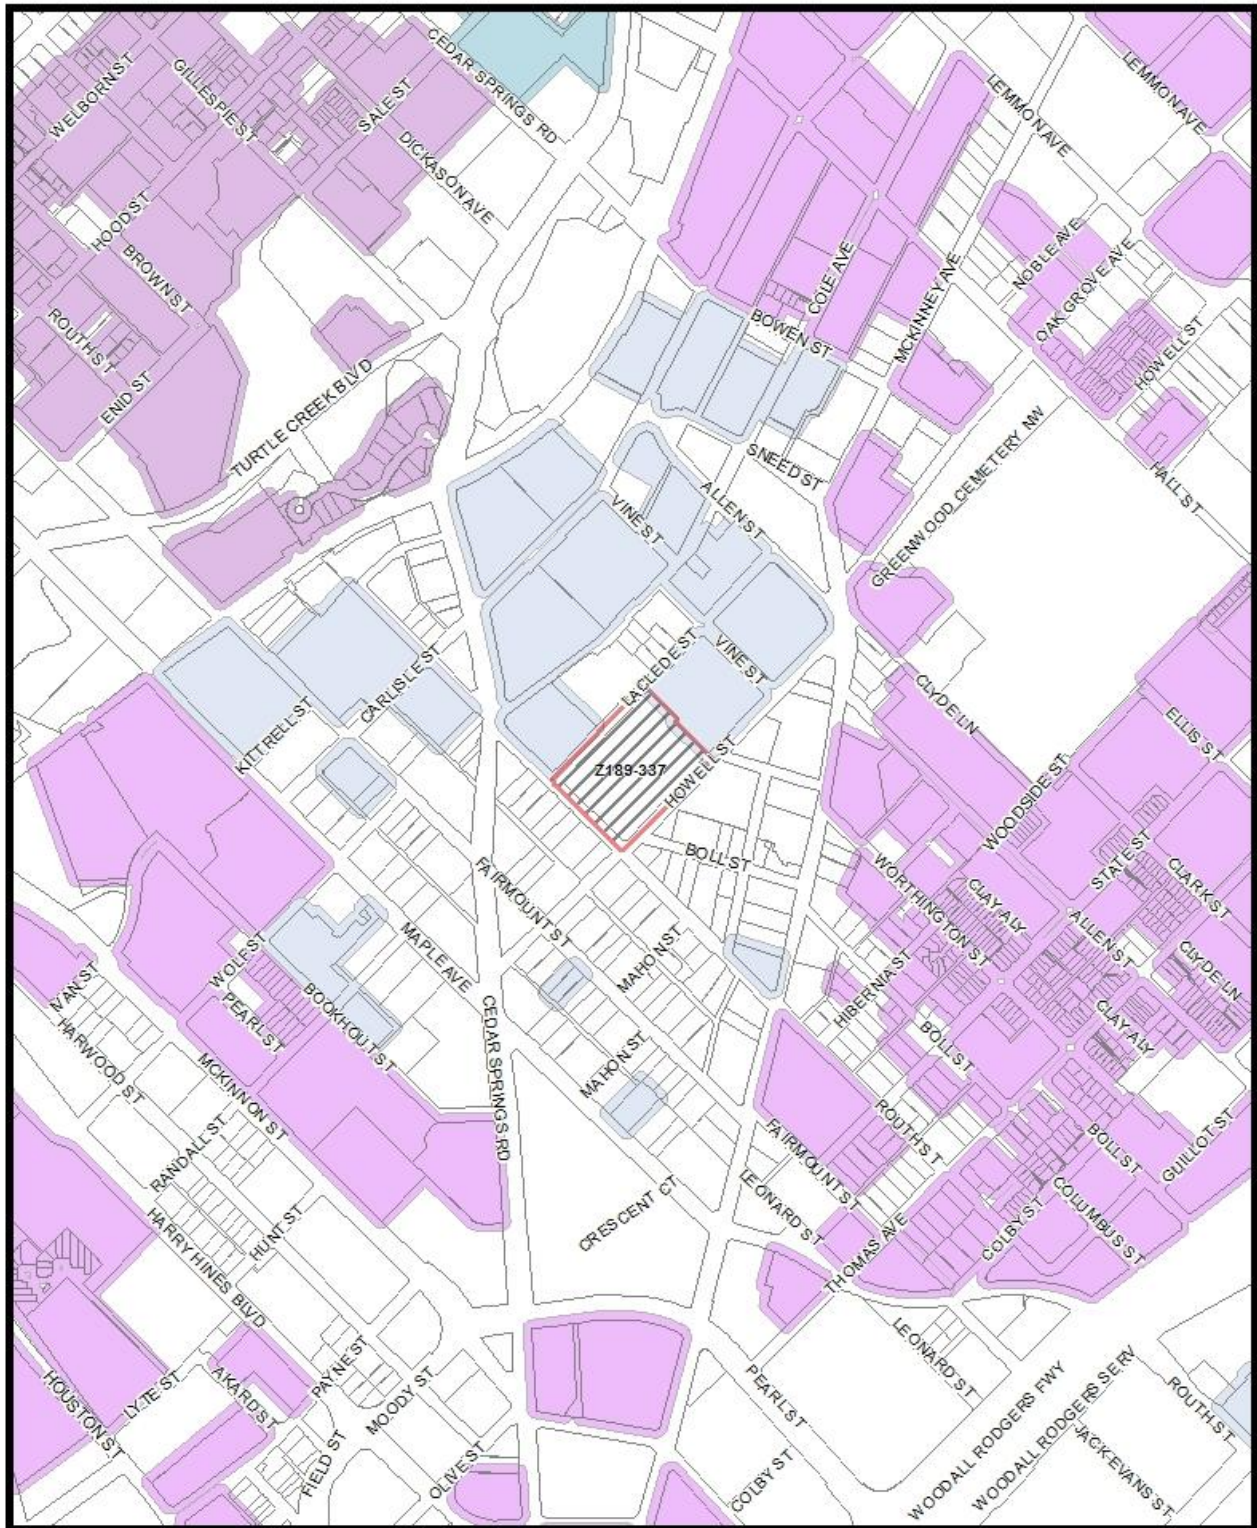 CEDAR SPRINGS RD
WELBORN ST
GILLESPIE ST
SALE ST
LEMMON AVE
LEMMON AVE
DICKASON AVE
HOOD ST
BROWN ST
NOBLE AVE
OAK GROVE AVE
COLE AVE
MCKINNEY AVE
BOWEN ST
ROUTH ST
HOWELL ST
ENID ST
TURTLE CREEK BLVD
SNEED ST
GREENWOOD CEMETERY NW
HALL ST
ALLEN ST
VINE ST
LACLEDE ST
VINE ST
CARLISLE ST
KITTRELL ST
CLYDE LN
ELLIS ST
Z189-337
HOWELL ST
WOODSIDE ST
BOLL ST
STATE ST
FAIRMOUNT ST
WORTHINGTON ST
CLAY ALY
CLARK ST
ALLEN ST
MAPLE AVE
MAHON ST
WOLF ST
IVAN ST
HIBERNIA ST
CLYDE LN
PEARL ST
BOOKHOUT ST
CEDAR SPRINGS RD
BOLL ST
CLAY ALY
HARWOOD ST
MCKINNON ST
MAHON ST
ROUTH ST
RANDALL ST
BOLL ST
GUILLOT ST
FAIRMOUNT ST
LEONARD ST
CRESCENT CT
COLBY ST
COLUMBUS ST
HUNT ST
HARRY HINES BLVD
THOMAS AVE
LEONARD ST
HOUSTON ST
LYTE ST
AKARD ST
PAYNE ST
MOODY ST
PEARL ST
WOODALL RODGERS FWY
WOODALL RODGERS SERV
ROUTH ST
FIELD ST
OLIVE ST
COLBY ST
JACK EVANS ST